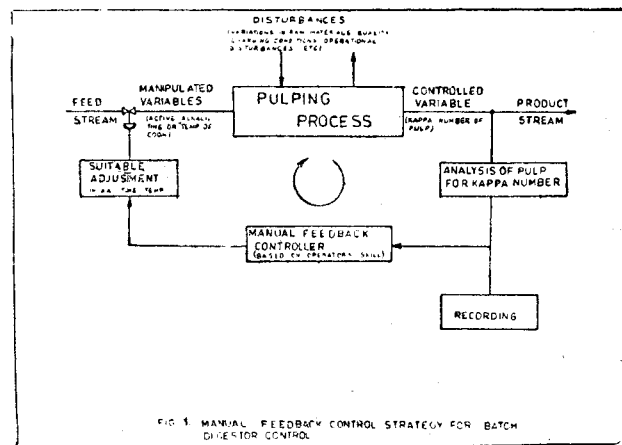 DISTURBANCES
(VARIATIONS IN RAW MATERIALS QUALITY
CHARGING CONDITIONS OPERATIONAL
DISTURBANCES ETC)
FEED
STREAM
MANIPULATED
VARIABLES
(ACTIVE ALKALI,
TIME OR TEMP OF
COOK)
PULPING
PROCESS
CONTROLLED
VARIABLE
(KAPPA NUMBER OF
PULP)
PRODUCT
STREAM
SUITABLE
ADJUSTMENT
TIME TEMP
ANALYSIS OF PULP
FOR KAPPA NUMBER
MANUAL FEEDBACK
CONTROLLER
(BASED ON OPERATORS SKILL)
RECORDING
FIG 1. MANUAL FEEDBACK CONTROL STRATEGY FOR BATCH
DIGESTOR CONTROL